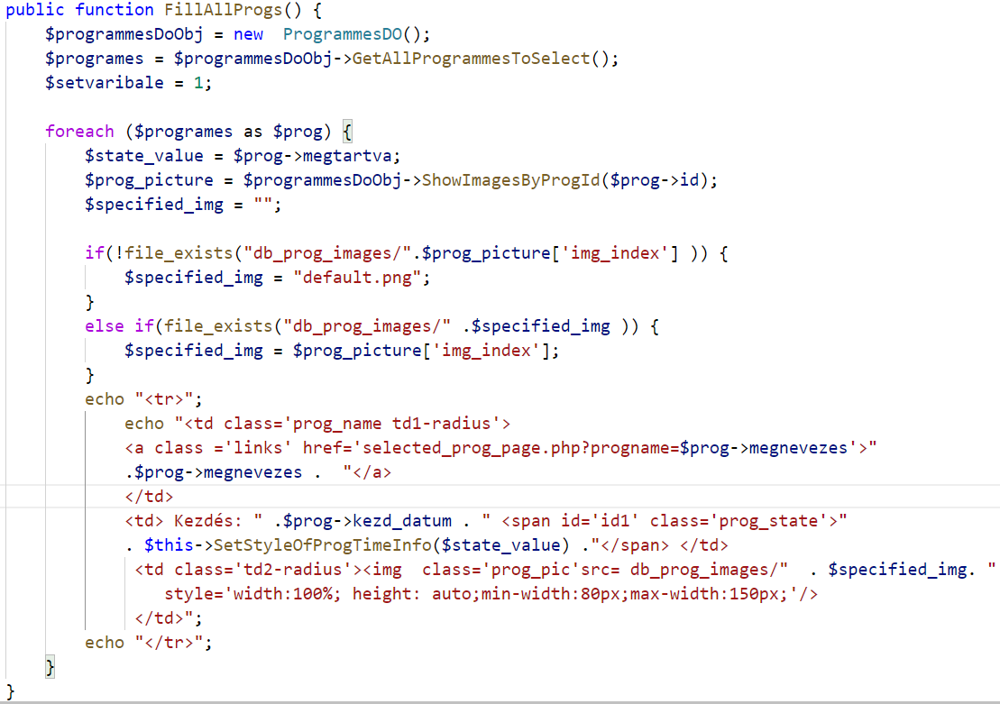 public function FillAllProgs() {
    $programmesDoObj = new  ProgrammesDO();
    $programes = $programmesDoObj->GetAllProgrammesToSelect();
    $setvaribale = 1;

    foreach ($programes as $prog) {
        $state_value = $prog->megtartva;
        $prog_picture = $programmesDoObj->ShowImagesByProgId($prog->id);
        $specified_img = "";

        if(!file_exists("db_prog_images/".$prog_picture['img_index'] )) {
            $specified_img = "default.png";
        }
        else if(file_exists("db_prog_images/" .$specified_img )) {
            $specified_img = $prog_picture['img_index'];
        }
        echo "<tr>";
            echo "<td class='prog_name td1-radius'>
            <a class ='links' href='selected_prog_page.php?progname=$prog->megnevezes'>"
            .$prog->megnevezes .  "</a>
            </td>
            <td> Kezdés: " .$prog->kezd_datum . " <span id='id1' class='prog_state'>"
            . $this->SetStyleOfProgTimeInfo($state_value) ."</span> </td>
             <td class='td2-radius'><img  class='prog_pic'src= db_prog_images/"  . $specified_img. "
                style='width:100%; height: auto;min-width:80px;max-width:150px;'/>
             </td>";
        echo "</tr>";
    }
}